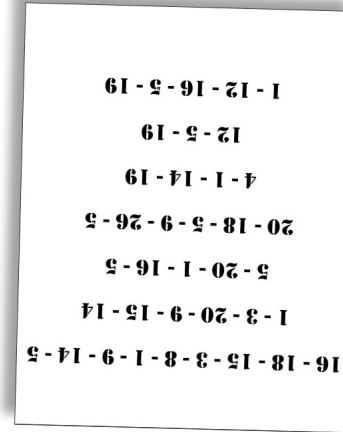 16 - 18 - 15 - 3 - 8 - 1 - 9 - 14 - 5
1 - 3 - 20 - 9 - 15 - 14
5 - 20 - 1 - 16 - 5
20 - 18 - 5 - 9 - 26 - 5
4 - 1 - 14 - 19
12 - 5 - 19
1 - 12 - 16 - 5 - 19